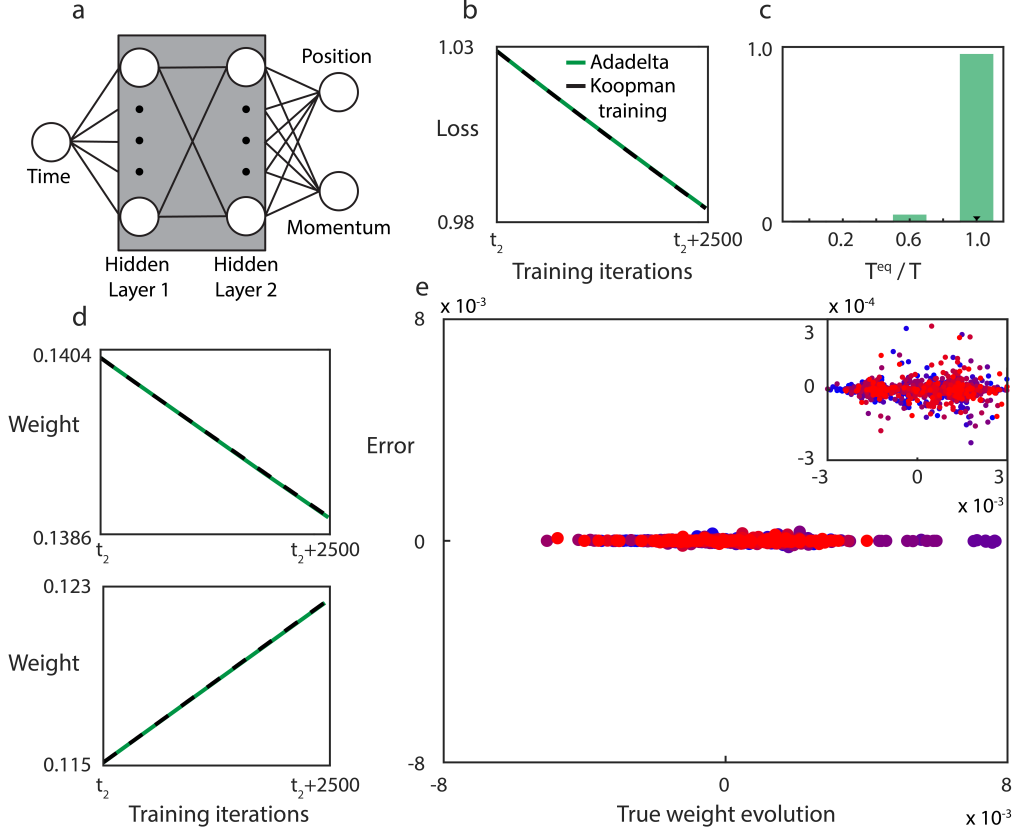 a
Position
Time
Momentum
Hidden
Layer 1
Hidden
Layer 2
b
1.03
Loss
0.98
Adadelta
Koopman
training
t2
t2+2500
Training iterations
c
1.0
0
0.2
0.6
1.0
Teq / T
d
0.1404
Weight
0.1386
t2
t2+2500
0.123
Weight
0.115
t2
t2+2500
Training iterations
e
x 10-3
8
Error
0
-8
-8
0
8
True weight evolution
x 10-3
x 10-4
3
0
-3
-3
0
3
x 10-3